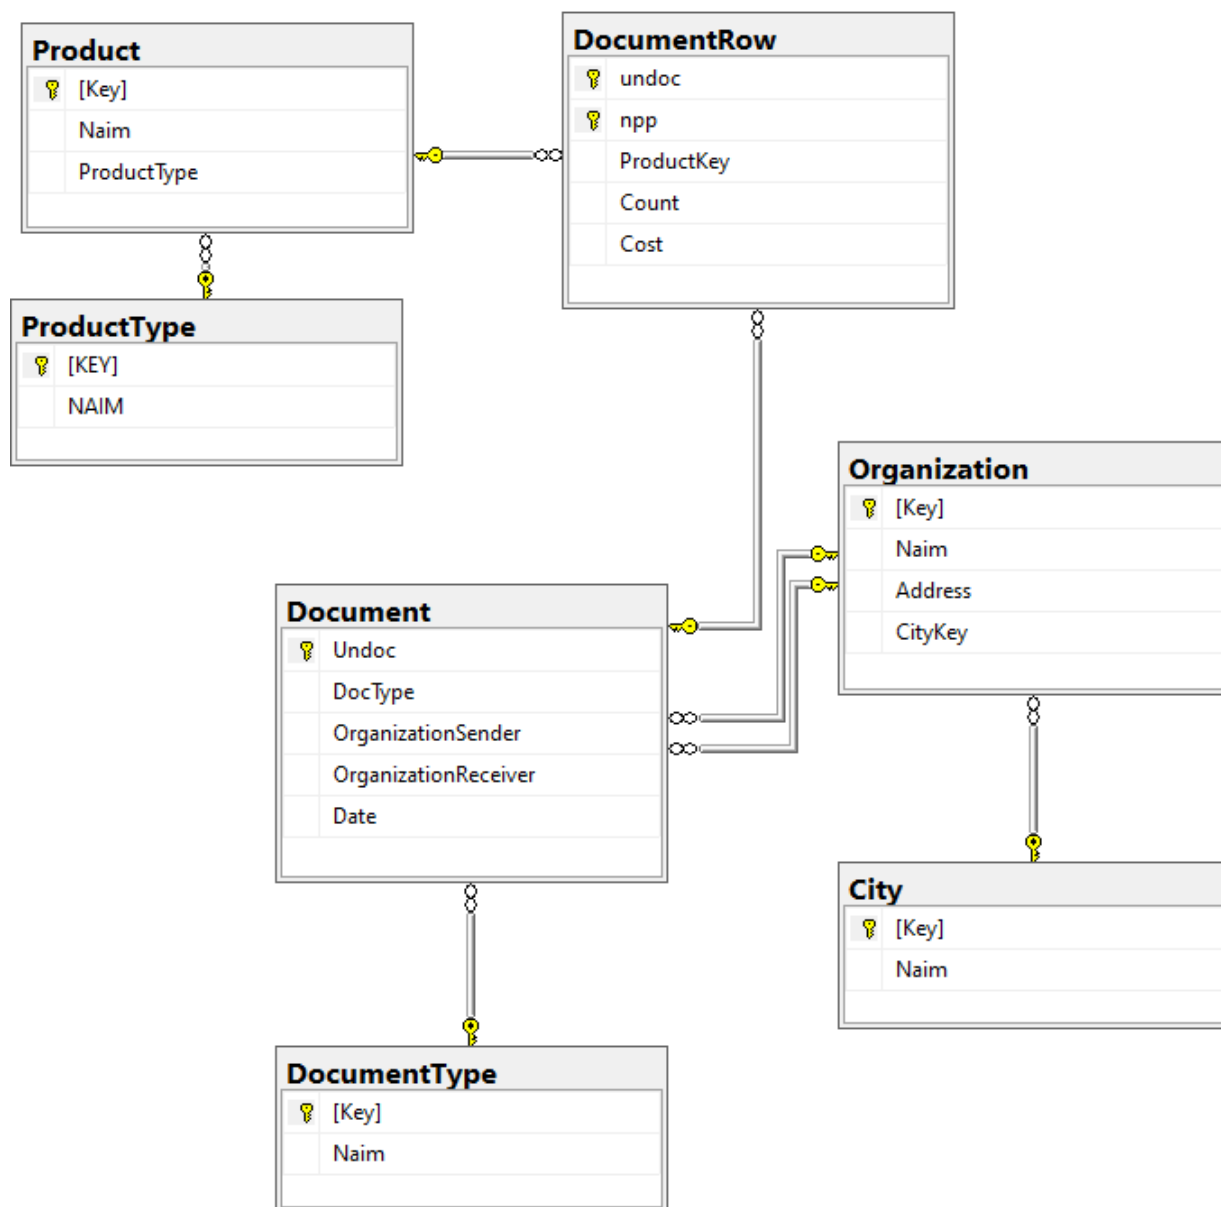 Product
[Key]
Naim
ProductType
DocumentRow
undoc
npp
ProductKey
Count
Cost
ProductType
[KEY]
NAIM
Organization
[Key]
Naim
Address
CityKey
Document
Undoc
DocType
OrganizationSender
OrganizationReceiver
Date
City
[Key]
Naim
DocumentType
[Key]
Naim